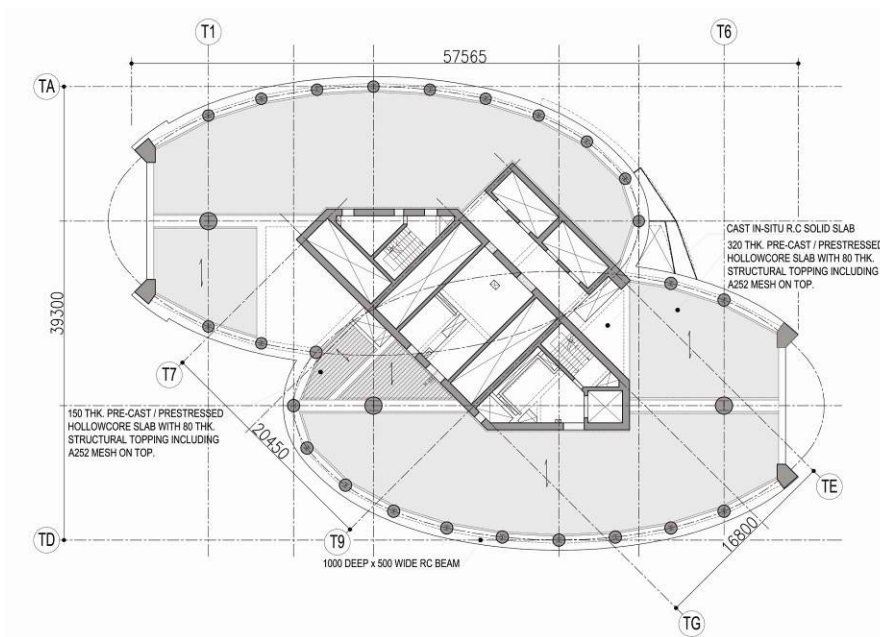 T1
T6
57565
TA
CAST IN-SITU R.C SOLID SLAB
320 THK. PRE-CAST / PRESTRESSED
HOLLOWCORE SLAB WITH 80 THK.
STRUCTURAL TOPPING INCLUDING
A252 MESH ON TOP.
39300
T7
150 THK. PRE-CAST / PRESTRESSED
HOLLOWCORE SLAB WITH 80 THK.
STRUCTURAL TOPPING INCLUDING
A252 MESH ON TOP.
20450
TE
16800
TD
T9
1000 DEEP x 500 WIDE RC BEAM
TG